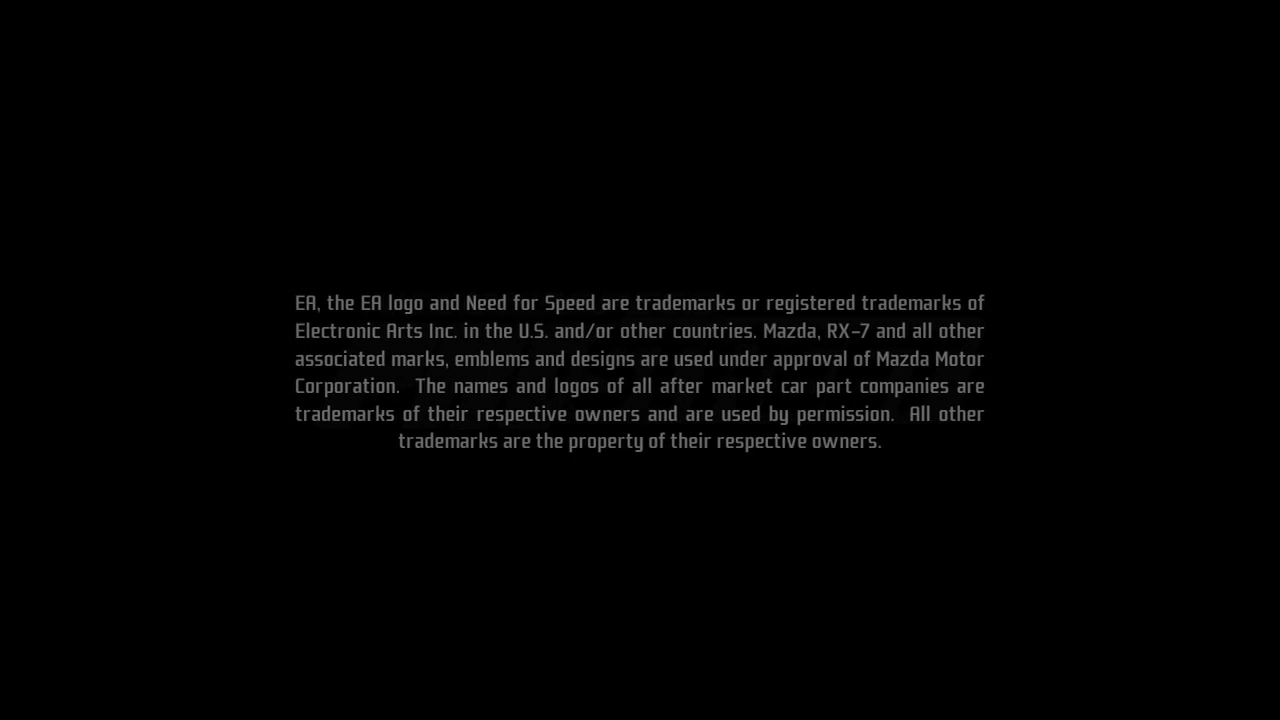 EA, the EA logo and Need for Speed are trademarks or registered trademarks of
Electronic Arts Inc. in the U.S. and/or other countries. Mazda, RX-7 and all other
associated marks, emblems and designs are used under approval of Mazda Motor
Corporation.  The names and logos of all after market car part companies are
trademarks of their respective owners and are used by permission.  All other
trademarks are the property of their respective owners.